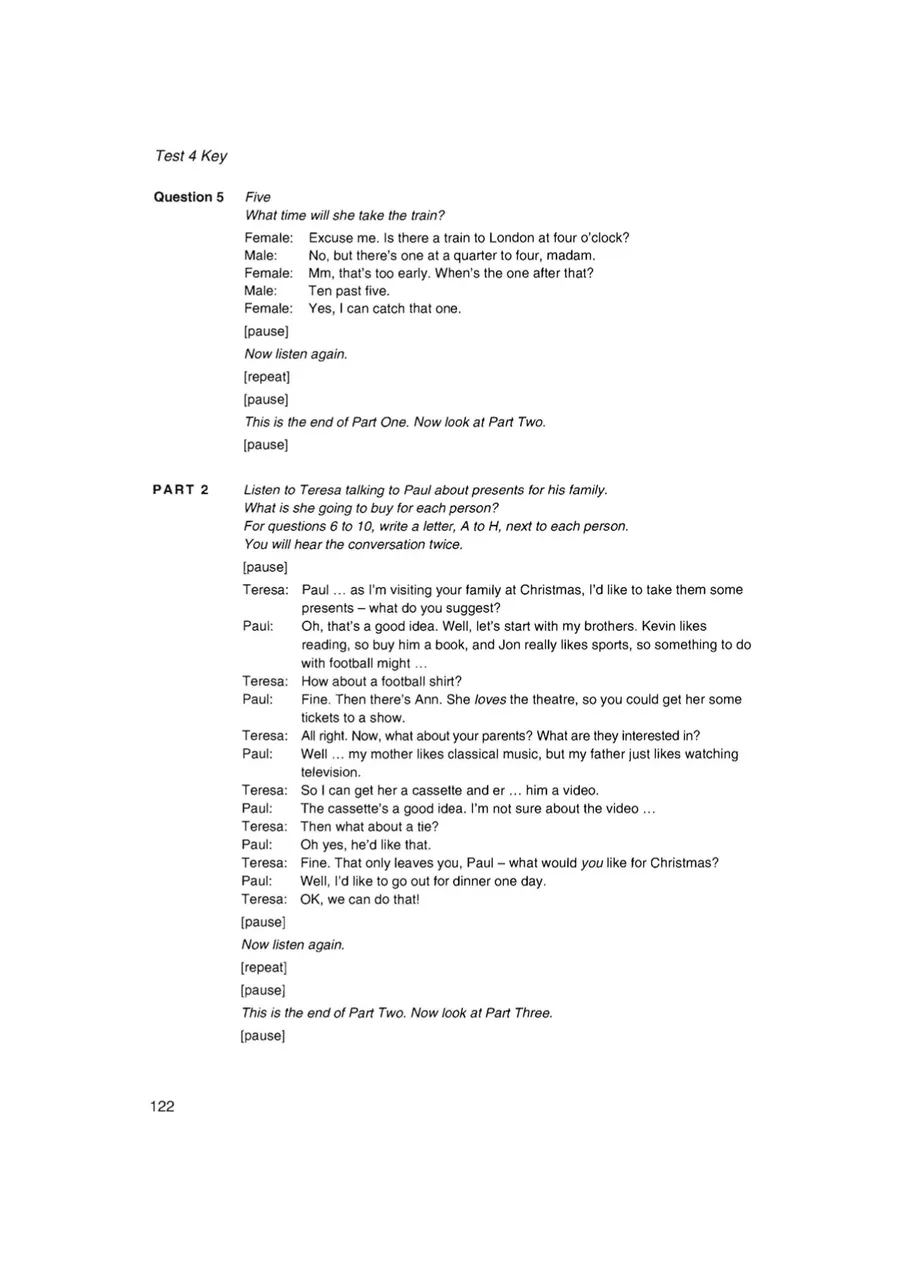 Test 4 Key
Question 5 Five
What time will she take the train?
Female: Excuse me. Is there a train to London at four o'clock?
Male: No, but there's one at a quarter to four, madam.
Female: Mm, that's too early. When's the one after that?
Male: Ten past five.
Female: Yes, I can catch that one.
[pause]
Now listen again.
[repeat]
[pause]
This is the end of Part One. Now look at Part Two.
[pause]
PART 2 Listen to Teresa talking to Paul about presents for his family.
What is she going to buy for each person?
For questions 6 to 10, write a letter, A to H, next to each person.
You will hear the conversation twice.
[pause]
Teresa: Paul … as I'm visiting your family at Christmas, I'd like to take them some
presents – what do you suggest?
Paul: Oh, that's a good idea. Well, let's start with my brothers. Kevin likes
reading, so buy him a book, and Jon really likes sports, so something to do
with football might …
Teresa: How about a football shirt?
Paul: Fine. Then there's Ann. She loves the theatre, so you could get her some
tickets to a show.
Teresa: All right. Now, what about your parents? What are they interested in?
Paul: Well … my mother likes classical music, but my father just likes watching
television.
Teresa: So I can get her a cassette and er … him a video.
Paul: The cassette's a good idea. I'm not sure about the video …
Teresa: Then what about a tie?
Paul: Oh yes, he'd like that.
Teresa: Fine. That only leaves you, Paul – what would you like for Christmas?
Paul: Well, I'd like to go out for dinner one day.
Teresa: OK, we can do that!
[pause]
Now listen again.
[repeat]
[pause]
This is the end of Part Two. Now look at Part Three.
[pause]
122